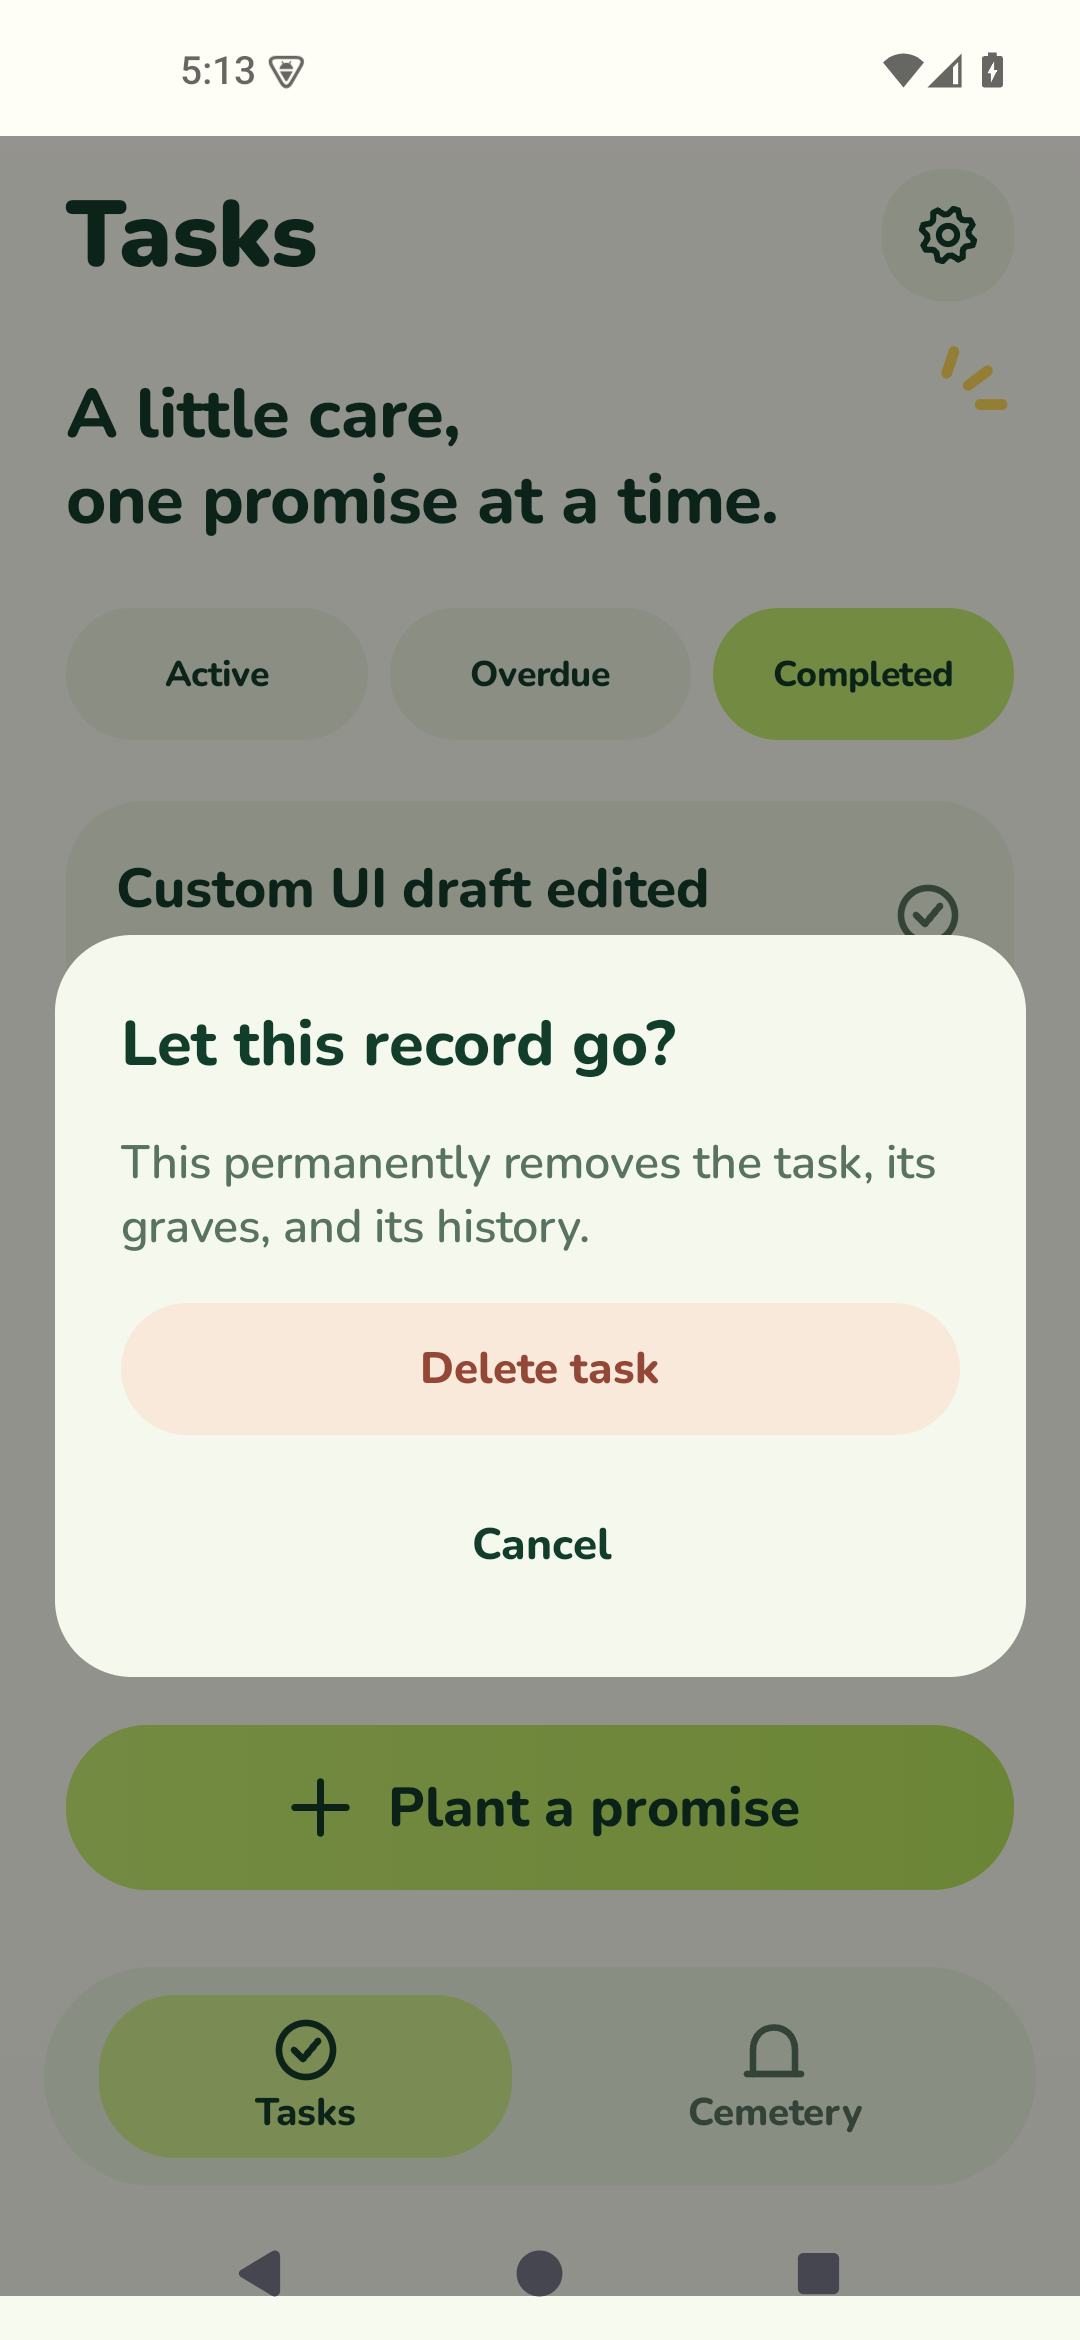 5:13
Tasks
A little care,
one promise at a time.
Active
Overdue
Completed
Custom UI draft edited
Let this record go?
This permanently removes the task, its
graves, and its history.
Delete task
Cancel
Plant a promise
Tasks
Cemetery